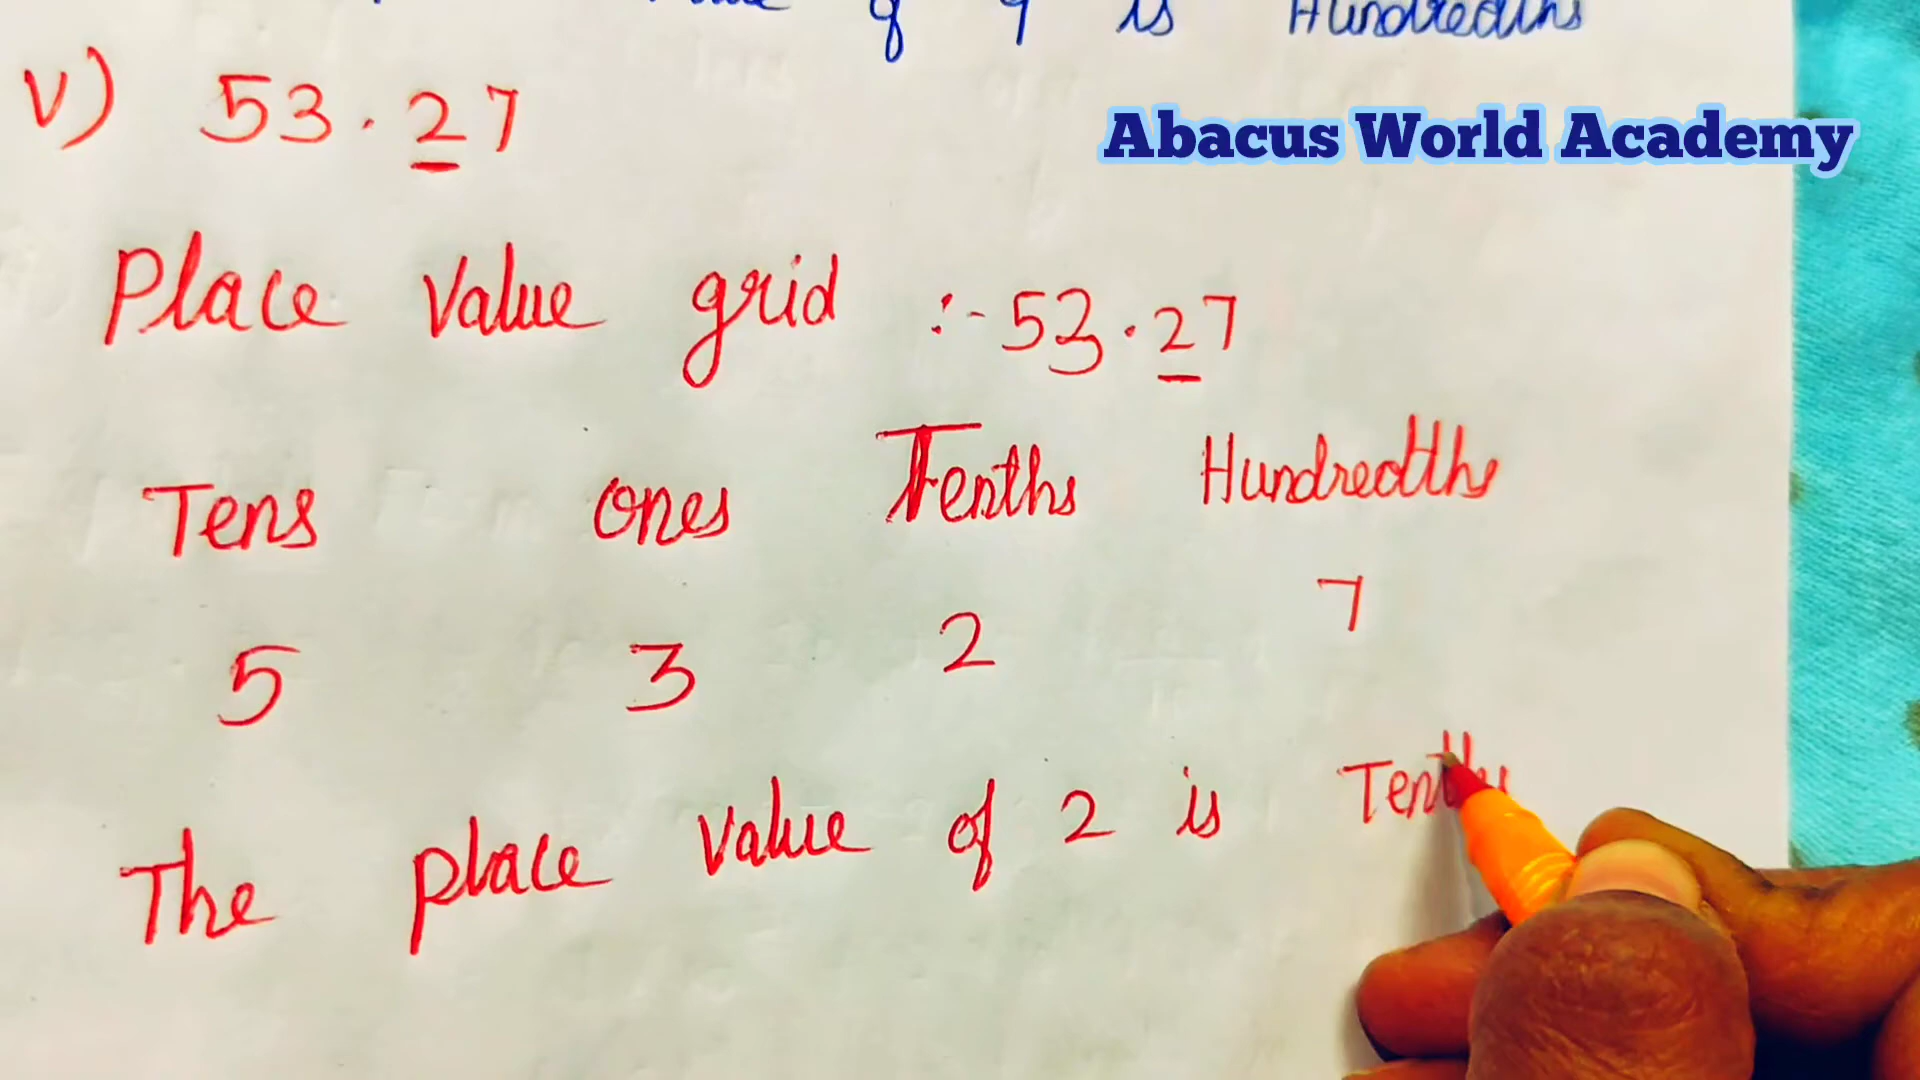 of 9 is Hundredths
V) 53.27
Abacus World Academy
Place Value grid :- 53.27
Tens ones Tenths Hundredths
5 3 2 7
The place value of 2 is Tenths